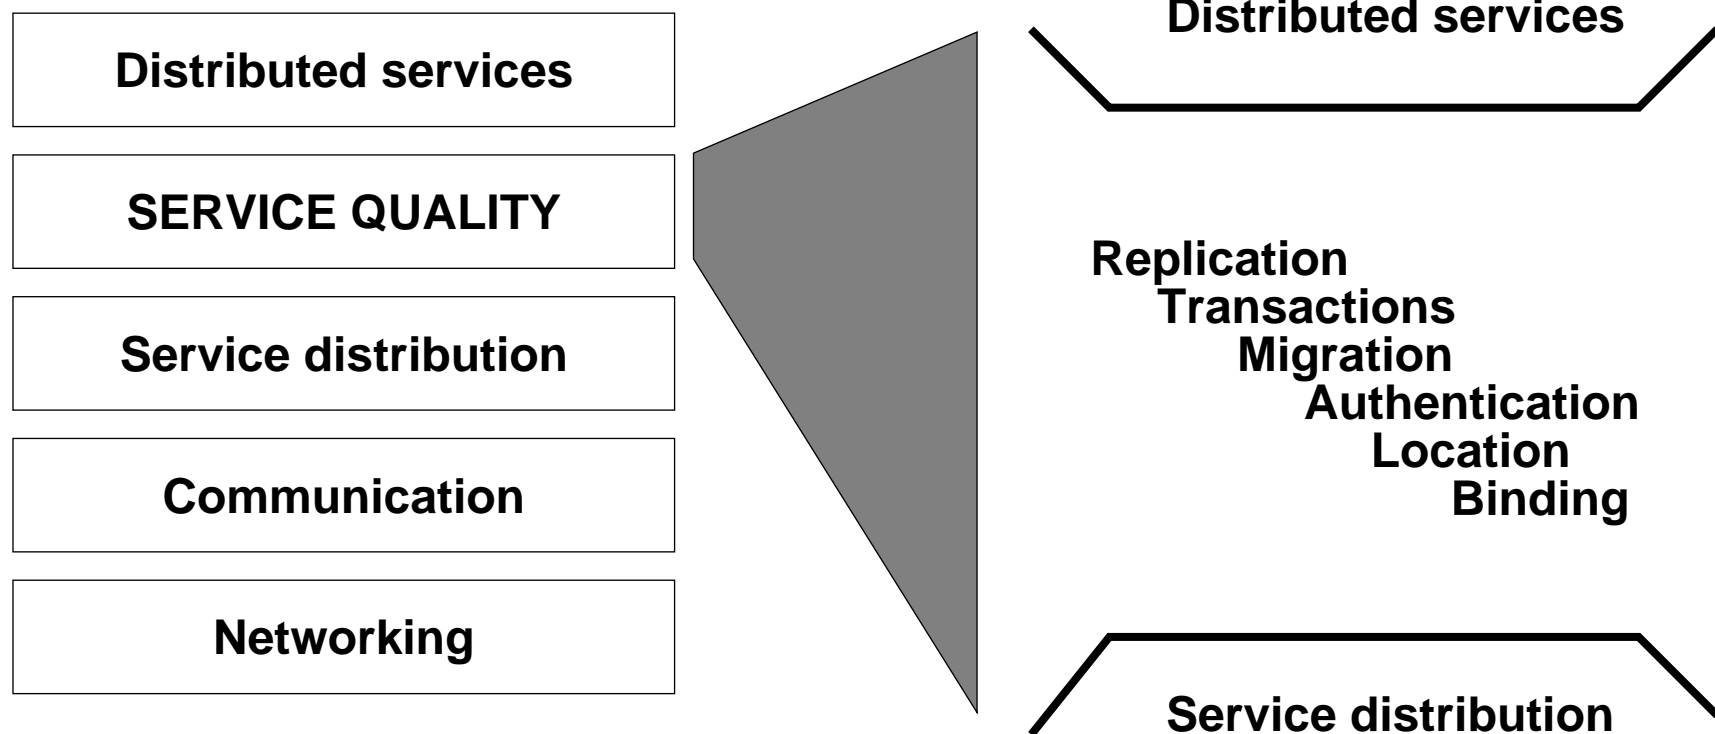 Distributed services
SERVICE QUALITY
Service distribution
Communication
Networking
Distributed services
Replication
Transactions
Migration
Authentication
Location
Binding
Service distribution